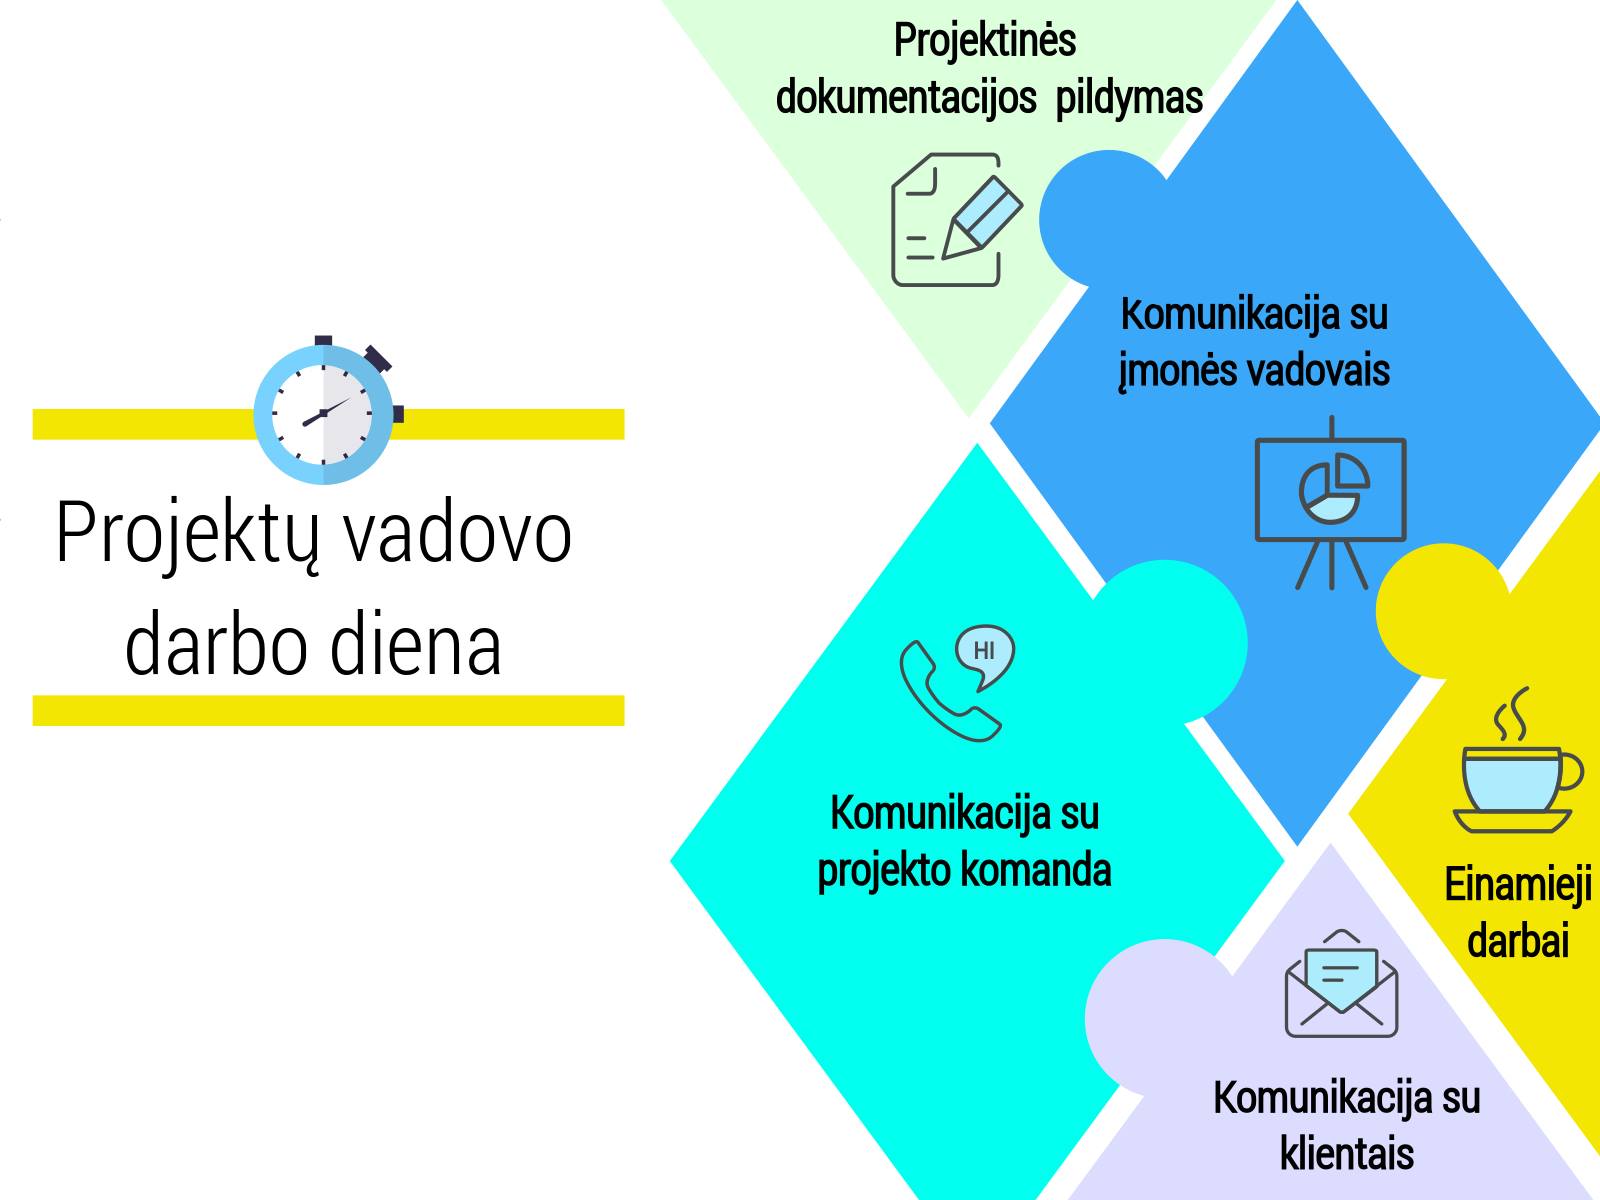 Projektų vadovo
darbo diena
Projektinės
dokumentacijos pildymas
Komunikacija su
įmonės vadovais
HI
Komunikacija su
projekto komanda
Einamieji
darbai
Komunikacija su
klientais